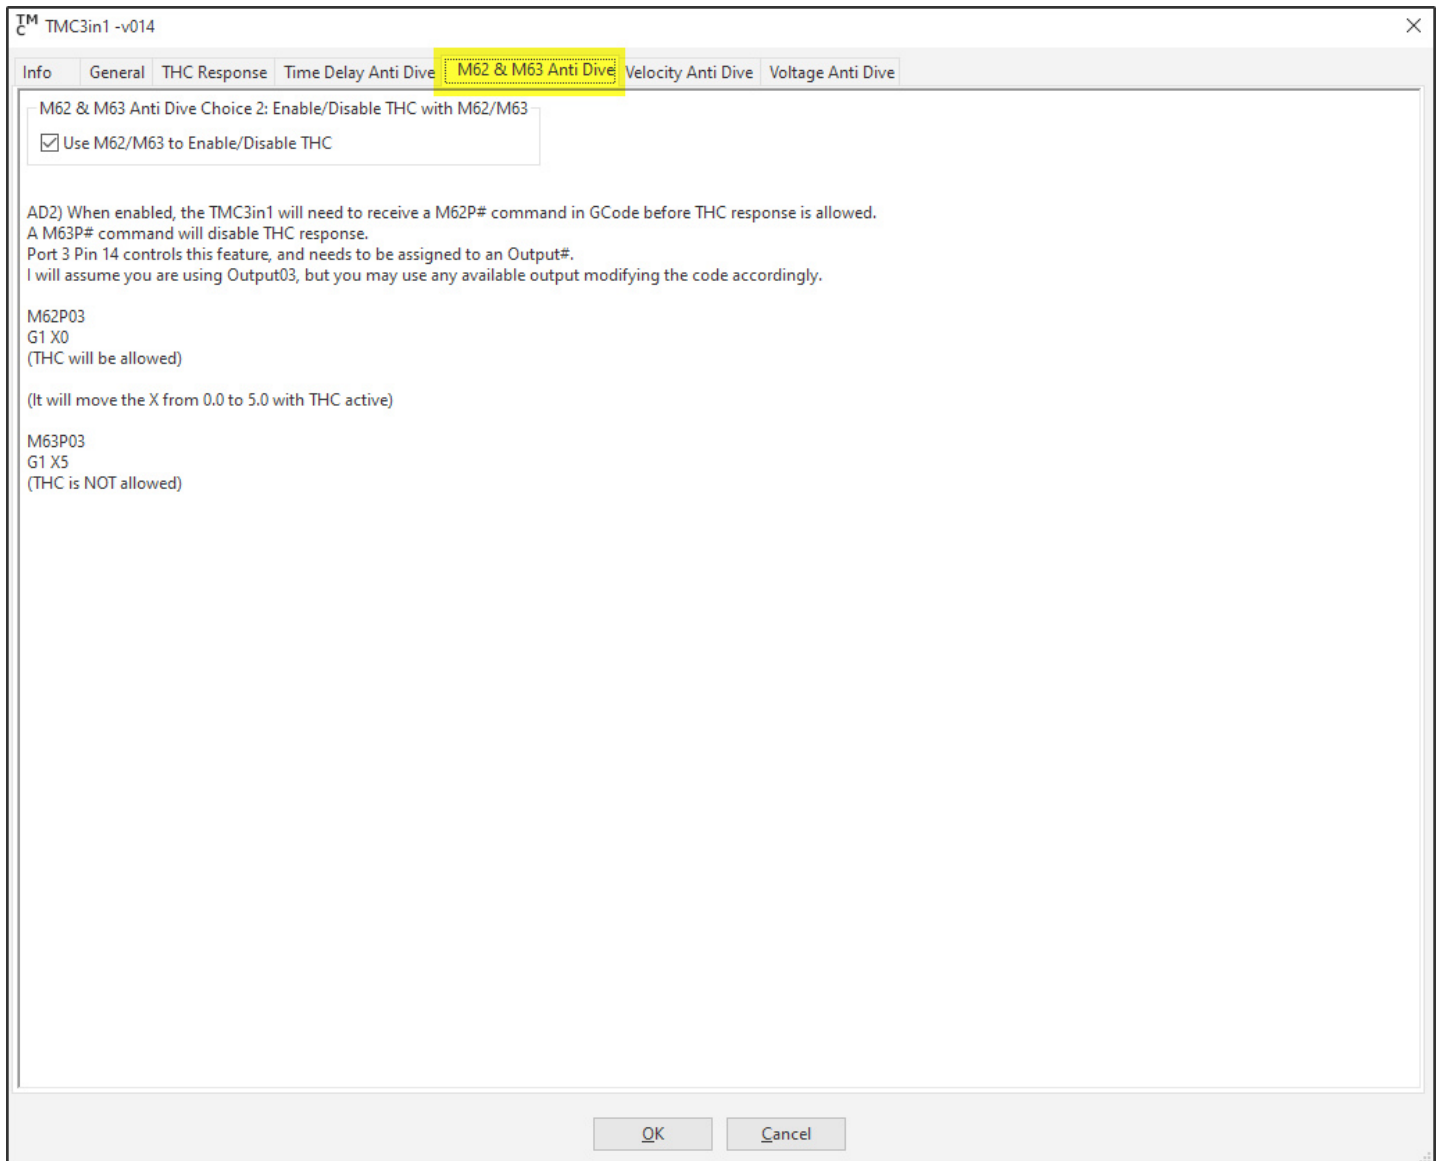 TMC TMC3in1 -v014
Info General THC Response Time Delay Anti Dive M62 & M63 Anti Dive Velocity Anti Dive Voltage Anti Dive
M62 & M63 Anti Dive Choice 2: Enable/Disable THC with M62/M63
Use M62/M63 to Enable/Disable THC
AD2) When enabled, the TMC3in1 will need to receive a M62P# command in GCode before THC response is allowed.
A M63P# command will disable THC response.
Port 3 Pin 14 controls this feature, and needs to be assigned to an Output#.
I will assume you are using Output03, but you may use any available output modifying the code accordingly.
M62P03
G1 X0
(THC will be allowed)
(It will move the X from 0.0 to 5.0 with THC active)
M63P03
G1 X5
(THC is NOT allowed)
OK Cancel